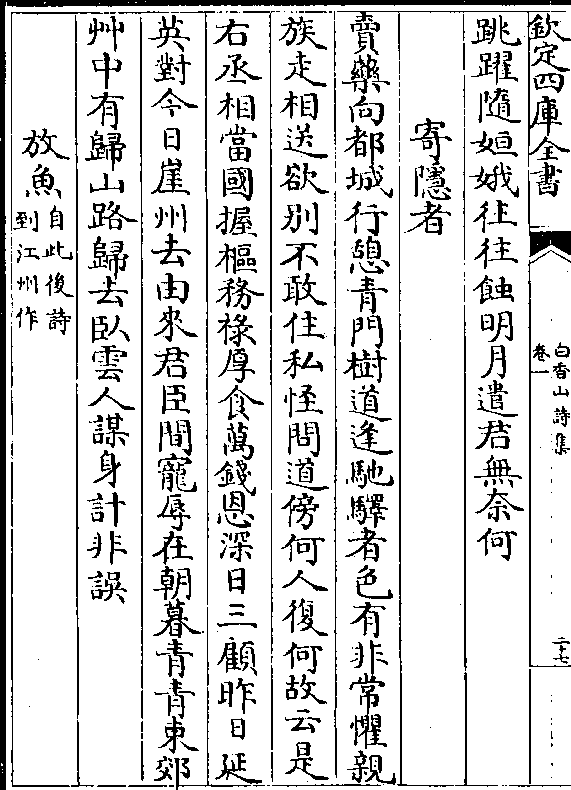 欽定四庫全書
白香山詩集
卷一
二十七
跳躍隨姮娥往往蝕明月遣君無奈何
寄隱者
賣藥向都城行憩青門樹道逢馳驛者色有非常懼親
族走相送欲別不敢住私怪問道傍何人復何故云是
右丞相當國握樞務祿厚食萬錢恩深日三顧昨日延
英對今日崖州去由來君臣間寵辱在朝暮青青東郊
艸中有歸山路歸去臥雲人謀身計非誤
放魚
自此後詩
到江州作